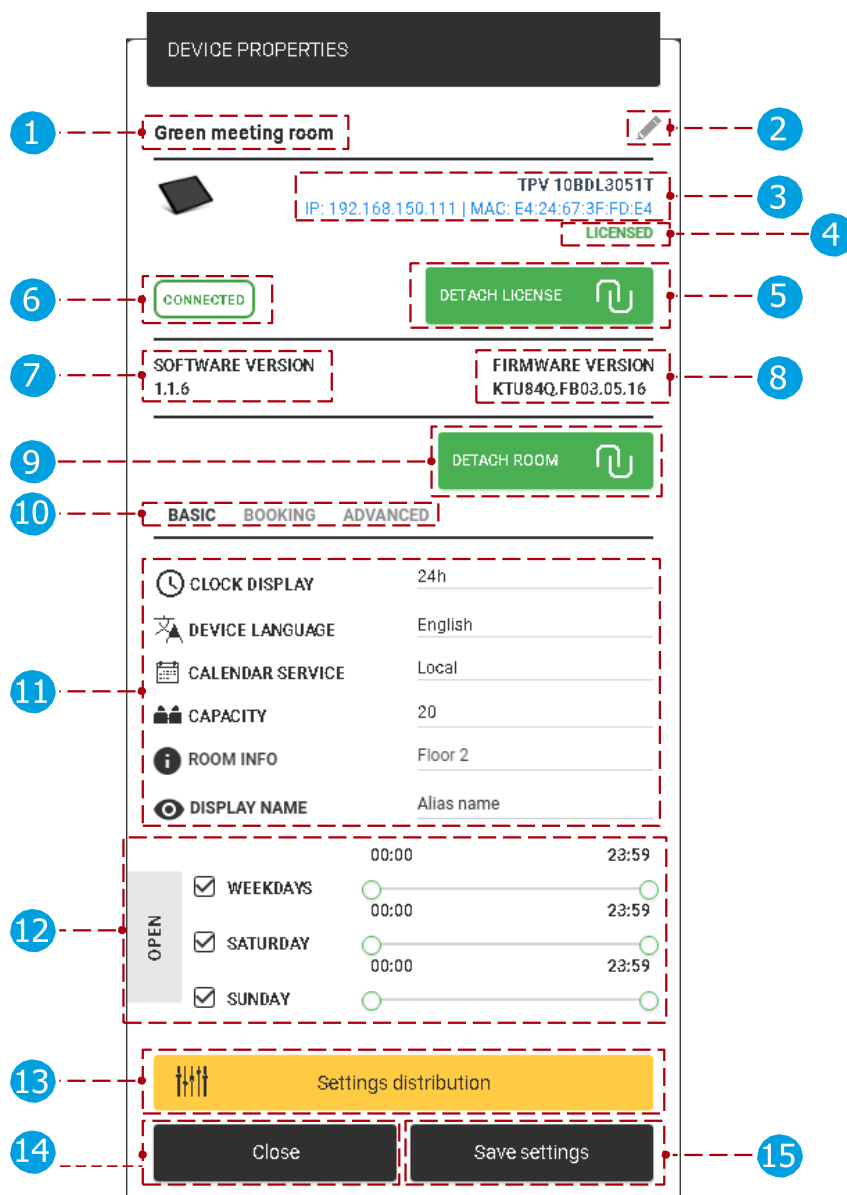 DEVICE PROPERTIES
1
Green meeting room
2
TPV 10BDL3051T
3
IP: 192.168.150.111 | MAC: E4:24:67:3F:FD:E4
LICENSED
4
6
CONNECTED
DETACH LICENSE
5
7
SOFTWARE VERSION
1.1.6
FIRMWARE VERSION
KTU84Q.FB03.05.16
8
9
DETACH ROOM
10
BASIC BOOKING ADVANCED
11
CLOCK DISPLAY 24h
DEVICE LANGUAGE English
CALENDAR SERVICE Local
CAPACITY 20
ROOM INFO Floor 2
DISPLAY NAME Alias name
12
OPEN
00:00 23:59
WEEKDAYS
00:00 23:59
SATURDAY
00:00 23:59
SUNDAY
13
Settings distribution
14
Close
Save settings
15